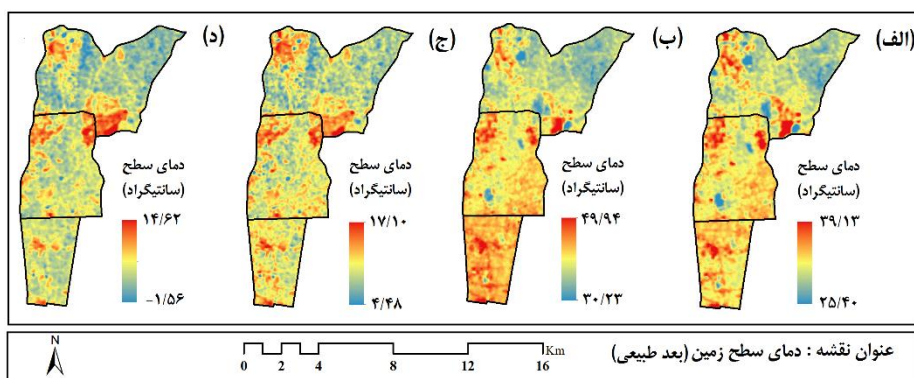 (الف)
دمای سطح
(سانتیگراد)
۳۹/۱۳
۲۵/۴۰
(ب)
دمای سطح
(سانتیگراد)
۴۹/۹۴
۳۰/۲۳
(ج)
دمای سطح
(سانتیگراد)
۱۷/۱۰
۴/۴۸
(د)
دمای سطح
(سانتیگراد)
۱۴/۶۲
-۱/۵۶
عنوان نقشه : دمای سطح زمین (بعد طبیعی)
N
Km
0 2 4 8 12 16